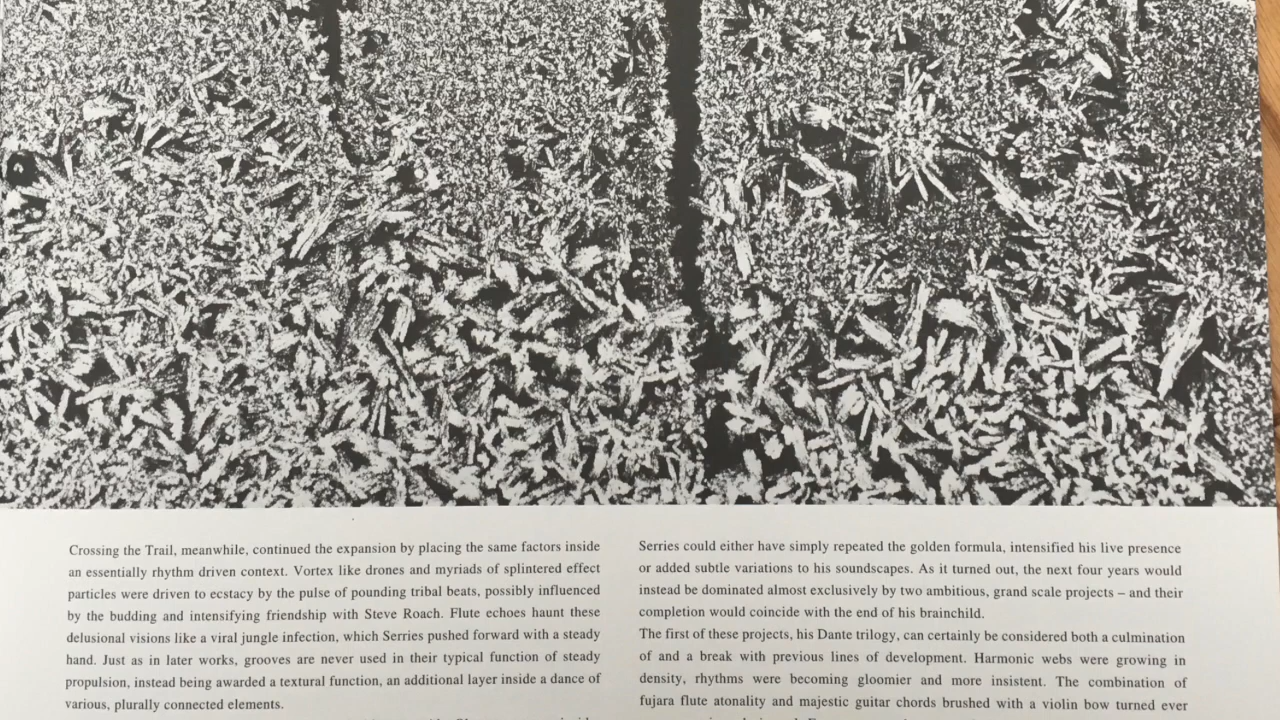 Crossing the Trail, meanwhile, continued the expansion by placing the same factors inside
an essentially rhythm driven context. Vortex like drones and myriads of splintered effect
particles were driven to ecstacy by the pulse of pounding tribal beats, possibly influenced
by the budding and intensifying friendship with Steve Roach. Flute echoes haunt these
delusional visions like a viral jungle infection, which Serries pushed forward with a steady
hand. Just as in later works, grooves are never used in their typical function of steady
propulsion, instead being awarded a textural function, an additional layer inside a dance of
various, plurally connected elements.
Serries could either have simply repeated the golden formula, intensified his live presence
or added subtle variations to his soundscapes. As it turned out, the next four years would
instead be dominated almost exclusively by two ambitious, grand scale projects – and their
completion would coincide with the end of his brainchild.
The first of these projects, his Dante trilogy, can certainly be considered both a culmination
of and a break with previous lines of development. Harmonic webs were growing in
density, rhythms were becoming gloomier and more insistent. The combination of
fujara flute atonality and majestic guitar chords brushed with a violin bow turned ever